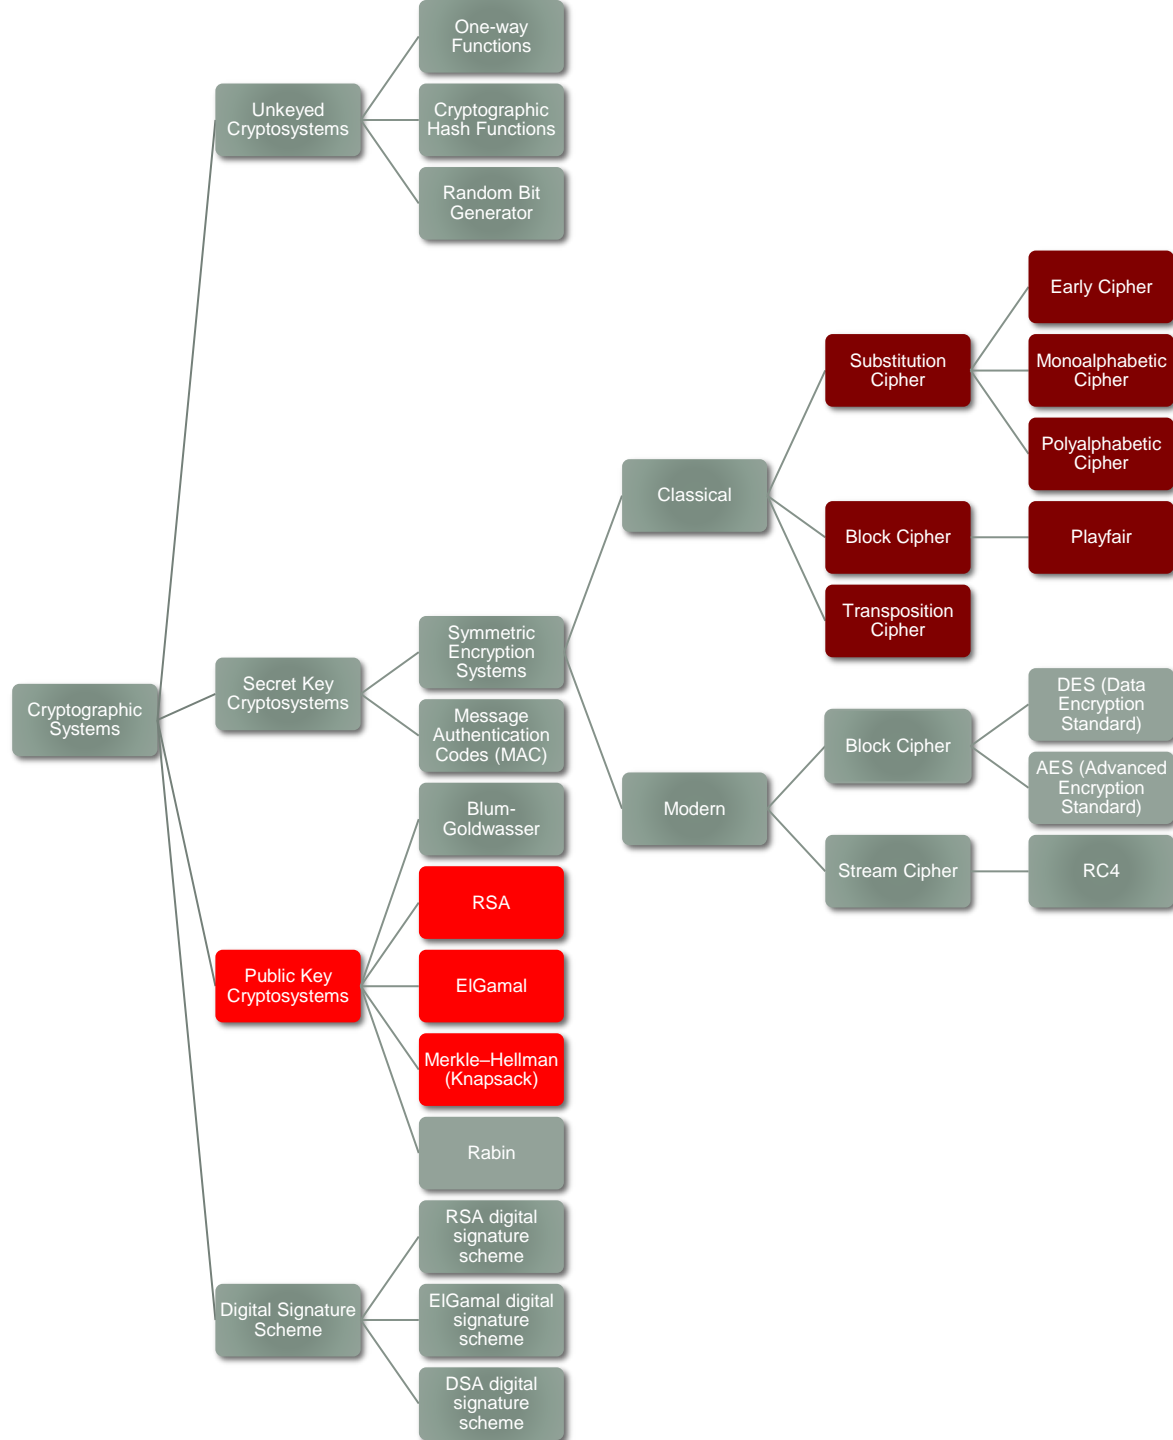 One-way
Functions
Unkeyed
Cryptosystems
Cryptographic
Hash Functions
Random Bit
Generator
Early Cipher
Substitution
Cipher
Monoalphabetic
Cipher
Polyalphabetic
Cipher
Classical
Block Cipher
Playfair
Transposition
Cipher
Symmetric
Encryption
Systems
Secret Key
Cryptosystems
Cryptographic
Systems
Message
Authentication
Codes (MAC)
DES (Data
Encryption
Standard)
Block Cipher
AES (Advanced
Encryption
Standard)
Modern
Stream Cipher
RC4
Blum-
Goldwasser
RSA
Public Key
Cryptosystems
ElGamal
Merkle–Hellman
(Knapsack)
Rabin
RSA digital
signature
scheme
Digital Signature
Scheme
ElGamal digital
signature
scheme
DSA digital
signature
scheme